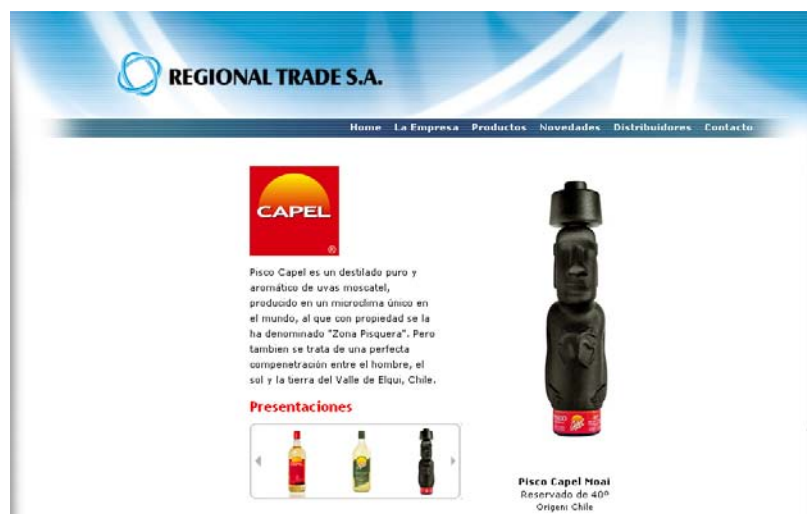 REGIONAL TRADE S.A.
Home La Empresa Productos Novedades Distribuidores Contacto
CAPEL
®
Pisco Capel es un destilado puro y
aromático de uvas moscatel,
producido en un microclima único en
el mundo, al que con propiedad se la
ha denominado "Zona Pisquera". Pero
tambien se trata de una perfecta
compenetración entre el hombre, el
sol y la tierra del Valle de Elqui, Chile.
Presentaciones
Pisco Capel Moai
Reservado de 40º
Origen: Chile